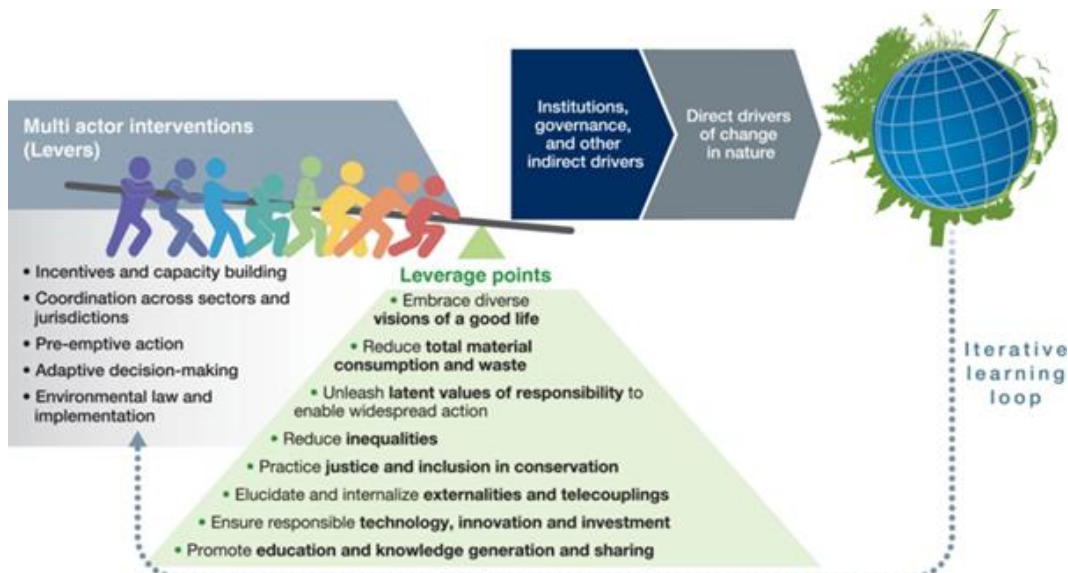 Multi actor interventions
(Levers)
• Incentives and capacity building
• Coordination across sectors and
jurisdictions
• Pre-emptive action
• Adaptive decision-making
• Environmental law and
implementation
Institutions,
governance,
and other
indirect drivers
Direct drivers
of change
in nature
Leverage points
• Embrace diverse
visions of a good life
• Reduce total material
consumption and waste
• Unleash latent values of responsibility to
enable widespread action
• Reduce inequalities
• Practice justice and inclusion in conservation
• Elucidate and internalize externalities and telecouplings
• Ensure responsible technology, innovation and investment
• Promote education and knowledge generation and sharing
Iterative
learning
loop